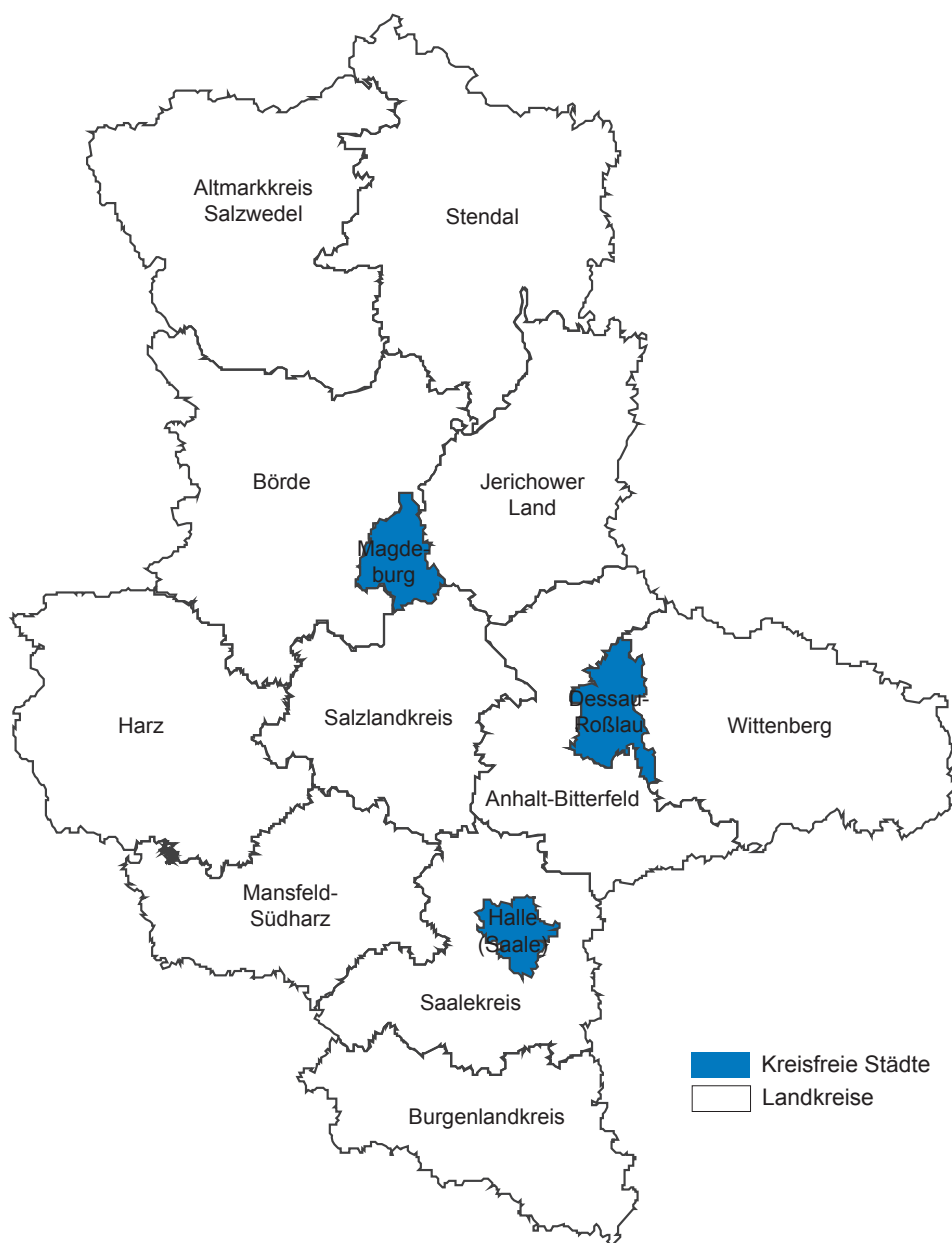 Altmarkkreis
Salzwedel
Stendal
Börde
Jerichower
Land
Magde-
burg
Harz
Salzlandkreis
Dessau-
Roßlau
Wittenberg
Anhalt-Bitterfeld
Mansfeld-
Südharz
Halle
(Saale)
Saalekreis
Burgenlandkreis
Kreisfreie Städte
Landkreise